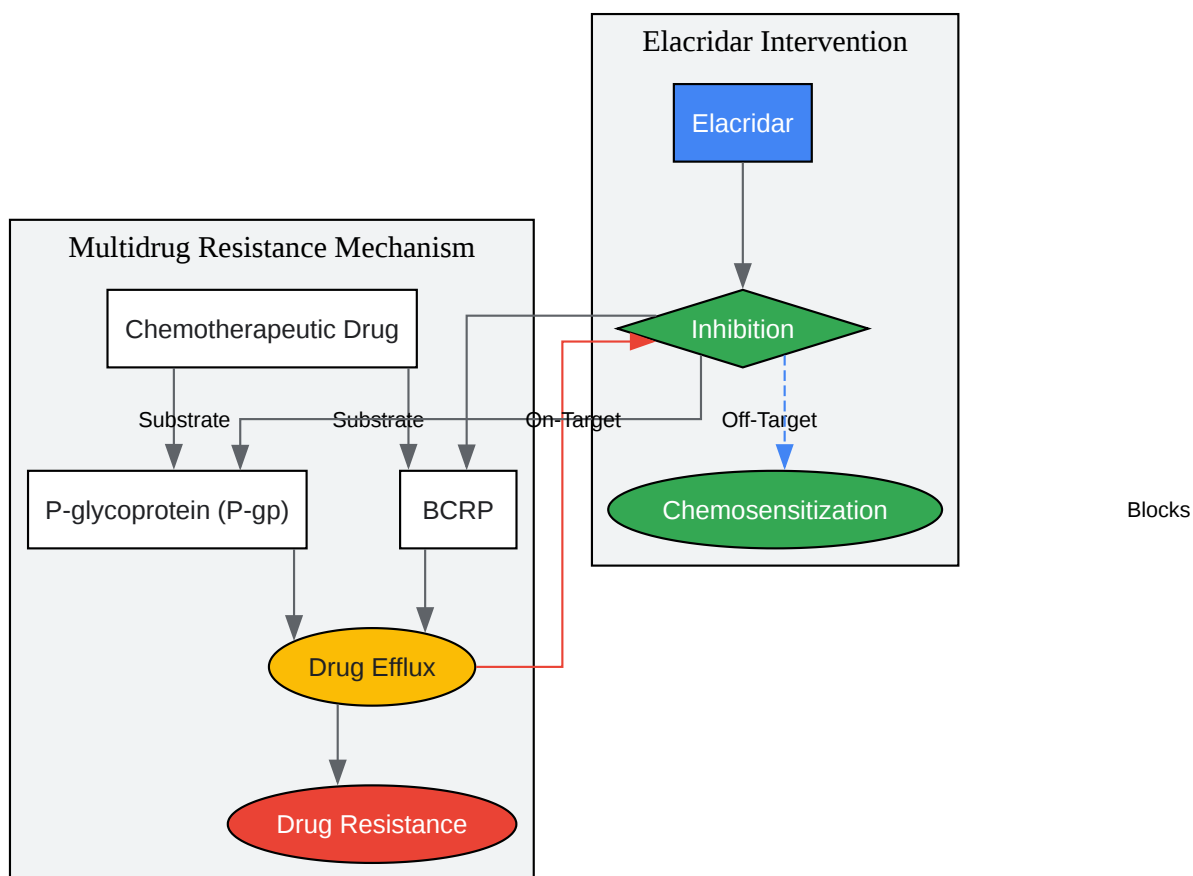 Elacridar Intervention
Elacridar
Multidrug Resistance Mechanism
Chemotherapeutic Drug
Inhibition
Substrate
Substrate
On-Target
Off-Target
P-glycoprotein (P-gp)
BCRP
Chemosensitization
Blocks
Drug Efflux
Drug Resistance